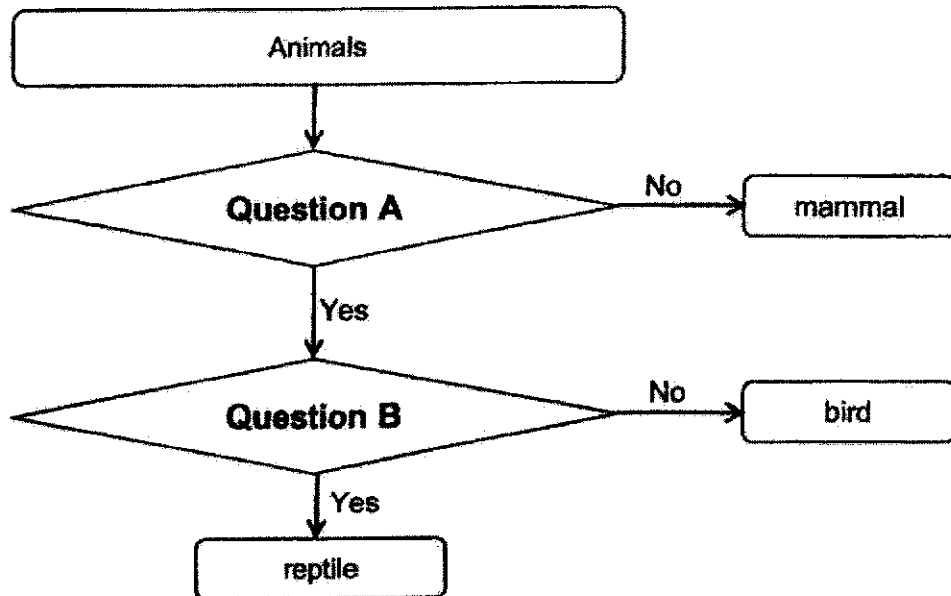 Animals
Question A
No
mammal
Yes
Question B
No
bird
Yes
reptile